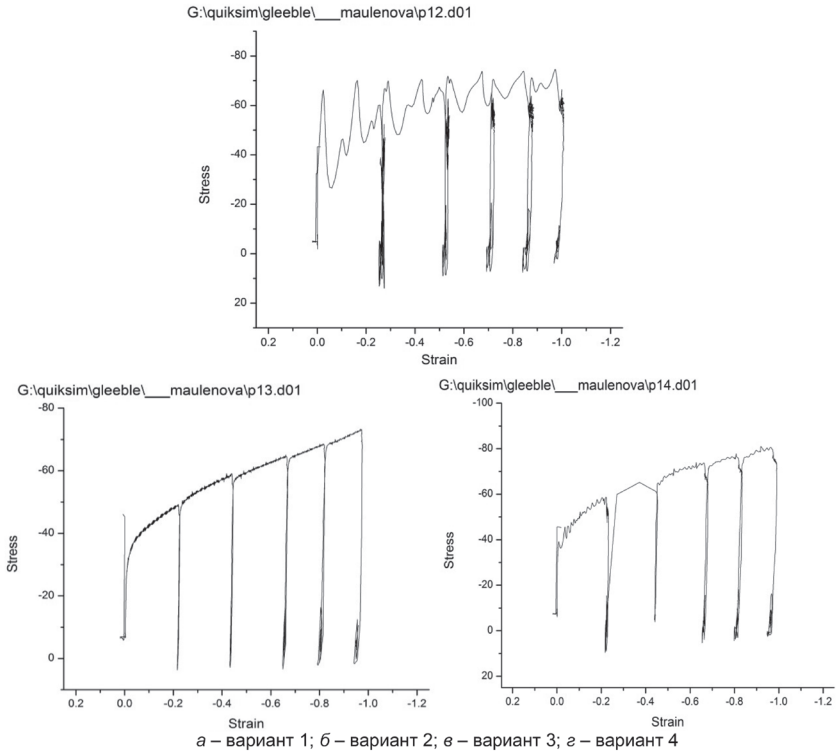 G:\quiksim\gleeble\___maulenova\p12.d01
-80
-60
-40
-20
0
20
Stress
0.2 0.0 -0.2 -0.4 -0.6 -0.8 -1.0 -1.2
Strain
G:\quiksim\gleeble\___maulenova\p13.d01
-80
-60
-40
-20
0
Stress
0.2 0.0 -0.2 -0.4 -0.6 -0.8 -1.0 -1.2
Strain
G:\quiksim\gleeble\___maulenova\p14.d01
-100
-80
-60
-40
-20
0
20
Stress
0.2 0.0 -0.2 -0.4 -0.6 -0.8 -1.0 -1.2
Strain
а – вариант 1; б – вариант 2; в – вариант 3; г – вариант 4